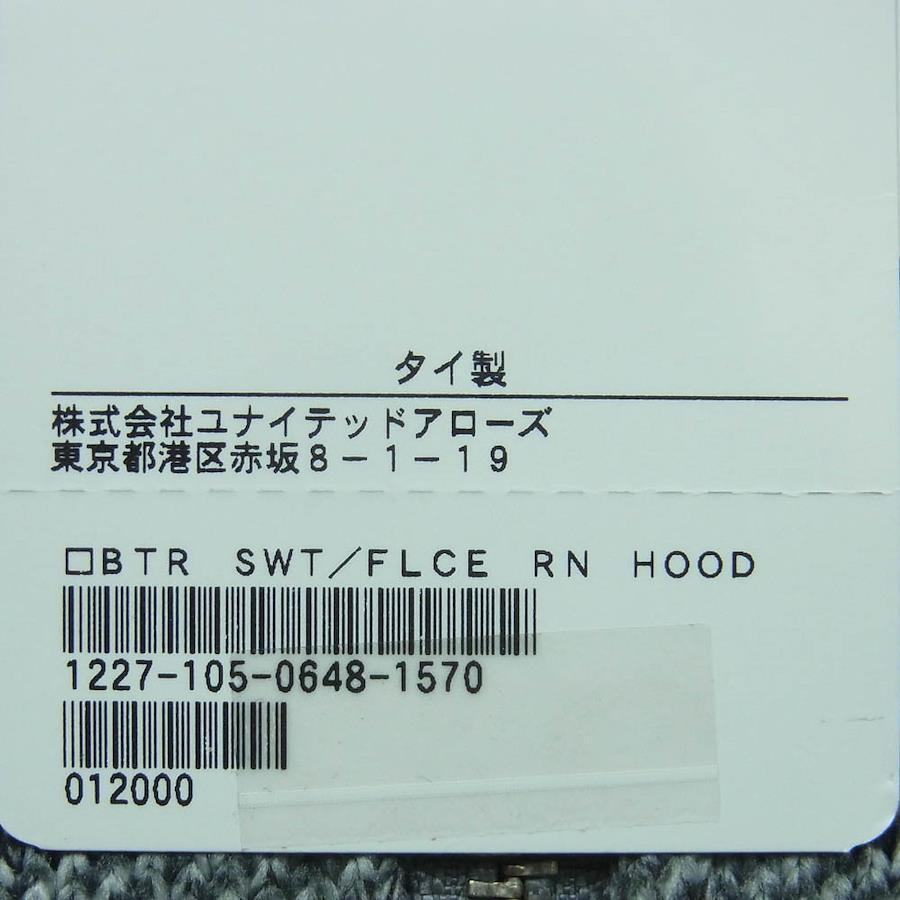 タイ製
株式会社ユナイテッドアローズ
東京都港区赤坂8－1－19
□BTR SWT/FLCE RN HOOD
1227-105-0648-1570
012000